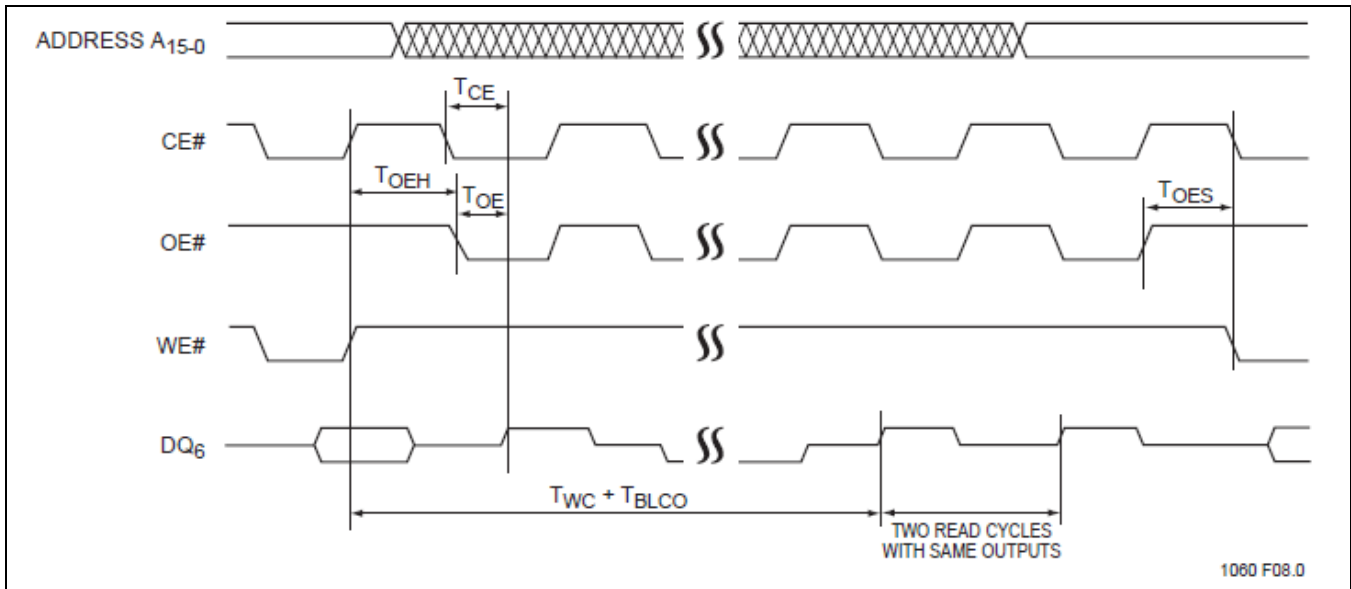 ADDRESS A15-0
TCE
CE#
TOEH
TOE
TOES
OE#
WE#
DQ6
TWC + TBLCO
TWO READ CYCLES
WITH SAME OUTPUTS
1060 F08.0